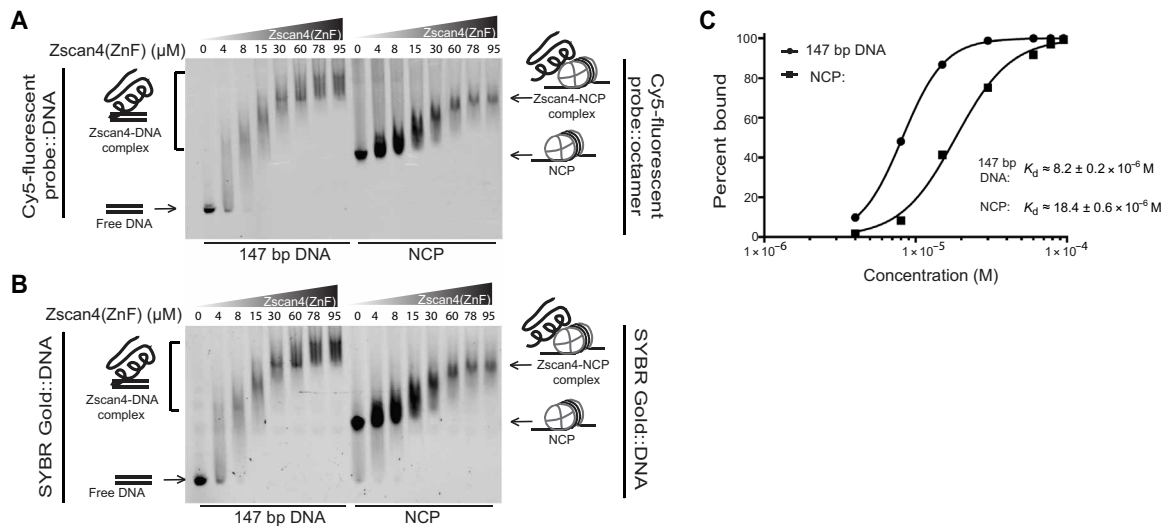 A
Zscan4(ZnF)
Zscan4(ZnF)
Zscan4(ZnF) (µM)
0 4 8 15 30 60 78 95 0 4 8 15 30 60 78 95
Cy5-fluorescent
probe::DNA
Zscan4-DNA
complex
Free DNA
Zscan4-NCP
complex
NCP
Cy5-fluorescent
probe::octamer
147 bp DNA
NCP
B
Zscan4(ZnF)
Zscan4(ZnF)
Zscan4(ZnF) (µM)
0 4 8 15 30 60 78 95 0 4 8 15 30 60 78 95
SYBR Gold::DNA
Zscan4-DNA
complex
Free DNA
Zscan4-NCP
complex
NCP
SYBR Gold::DNA
147 bp DNA
NCP
C
Percent bound
100
80
60
40
20
0
147 bp DNA
NCP:
147 bp
DNA: Kd ≈ 8.2 ± 0.2 × 10⁻⁶ M
NCP: Kd ≈ 18.4 ± 0.6 × 10⁻⁶ M
1 × 10⁻⁶ 1 × 10⁻⁵ 1 × 10⁻⁴
Concentration (M)